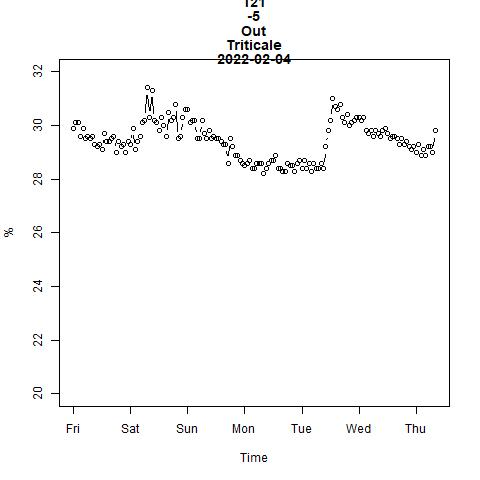 121
-5
Out
Triticale
2022-02-04
32
30
28
26
24
22
20
%
Fri
Sat
Sun
Mon
Tue
Wed
Thu
Time